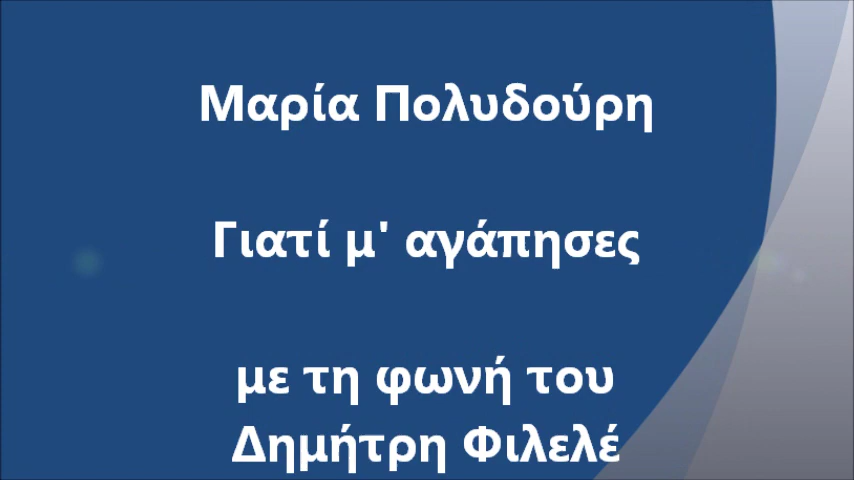 Μαρία Πολυδούρη
Γιατί μ' αγάπησες
με τη φωνή του
Δημήτρη Φιλελέ